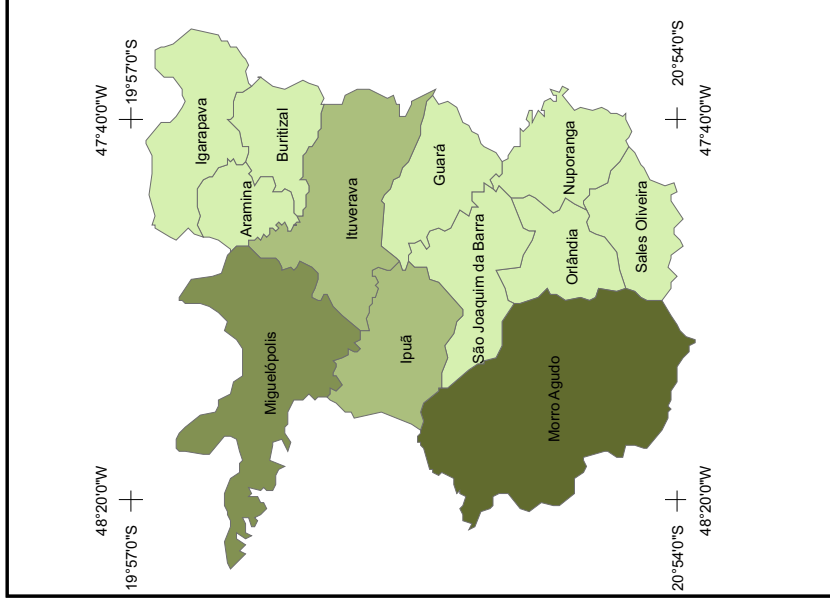 47°40'0"W
19°57'0"S
20°54'0"S
47°40'0"W
Igarapava
Buritizal
Aramina
Ituverava
Guará
Nuporanga
São Joaquim da Barra
Orlândia
Sales Oliveira
Miguelópolis
Ipuã
Morro Agudo
48°20'0"W
19°57'0"S
20°54'0"S
48°20'0"W